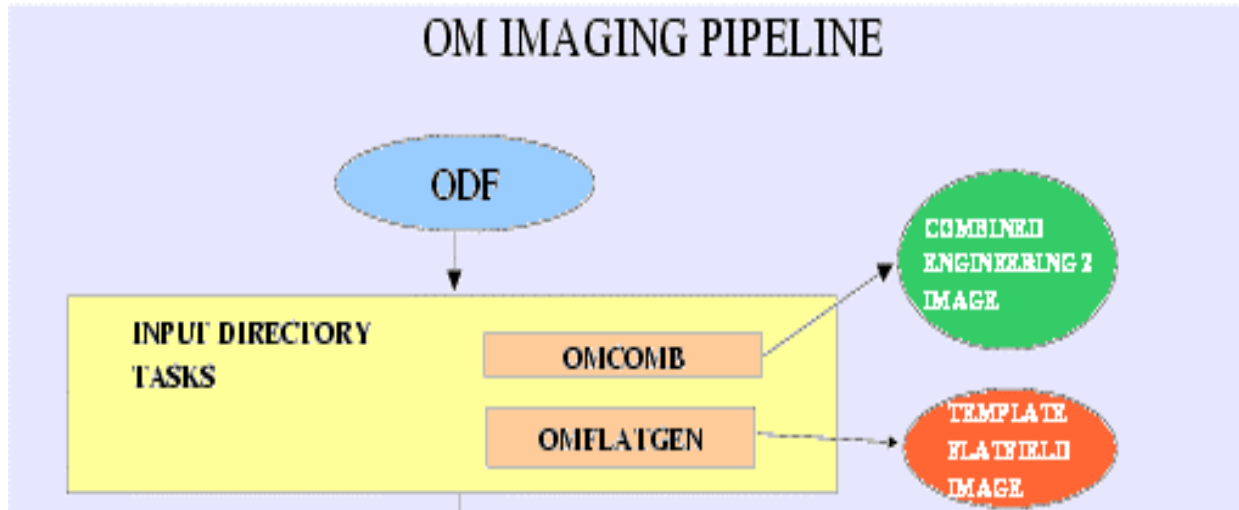 OM IMAGING PIPELINE
ODF
COMBINED
ENGINEERING 2
IMAGE
INPUT DIRECTORY
TASKS
OMCOMB
OMFLATGEN
TEMPLATE
FLATFIELD
IMAGE